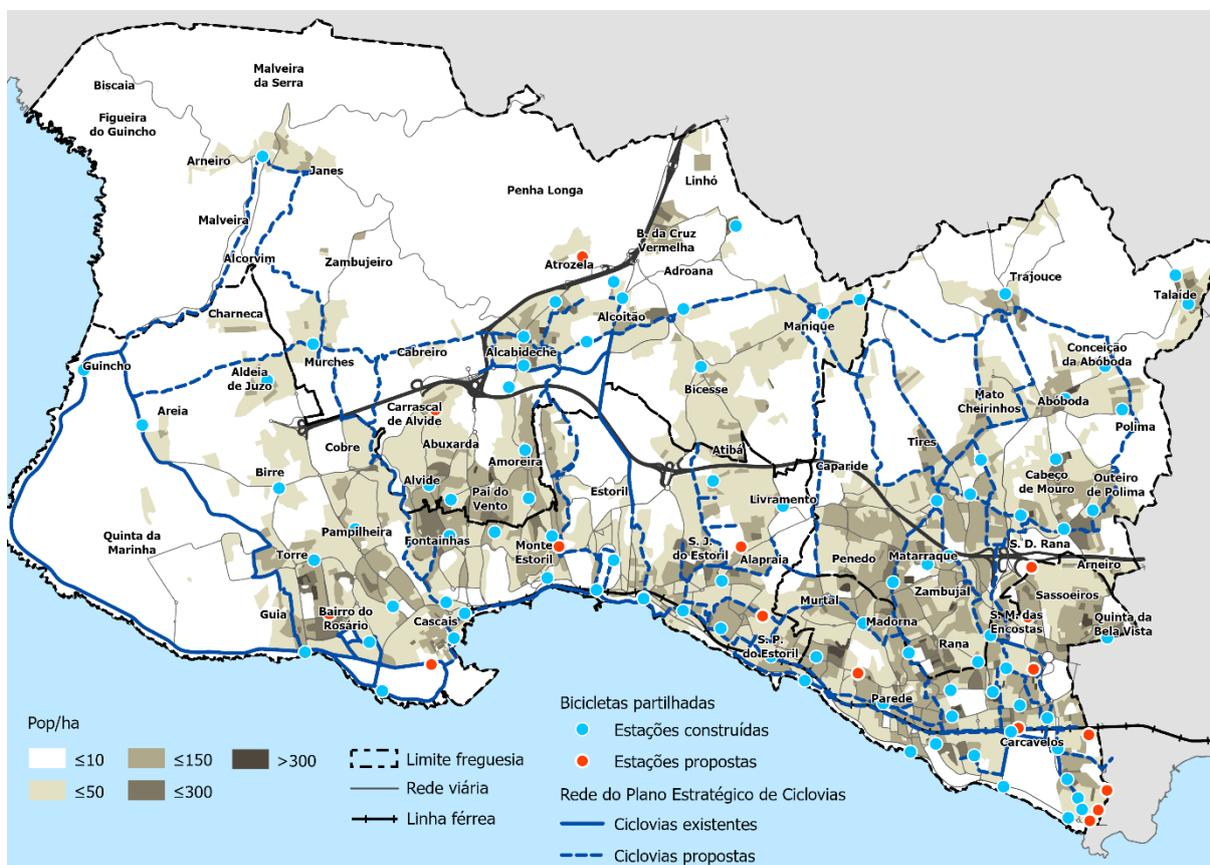 Malveira
da Serra
Biscaia
Figueira
do Guincho
Arneiro
Janes
Linhó
Penha Longa
Malveira
B. da Cruz
Vermelha
Alcorvim
Zambujeiro
Atrozela
Adroana
Trajouce
Talaíde
Charneca
Alcoitão
Manique
Guincho
Murches
Cabreiro
Alcabideche
Conceição
da Abóboda
Aldeia
de Juzo
Bicesse
Mato
Cheirinhos
Abóboda
Areia
Carrascal
de Alvide
Polima
Cobre
Abuxarda
Amoreira
Atibá
Tires
Caparide
Birre
Alvide
Pai do
Vento
Estoril
Livramento
Cabeço
de Mouro
Outeiro
de Polima
Quinta da
Marinha
Pampilheira
Fontainhas
Monte
Estoril
S. J.
do Estoril
Alapraia
Penedo
Matarraque
S. D. Rana
Arneiro
Torre
Zambujal
Sassoeiros
Guia
Bairro do
Rosário
Cascais
Murtal
Madorna
S. M. das
Encostas
Quinta da
Bela Vista
S. P.
do Estoril
Rana
Parede
Carcavelos
Pop/ha
≤10
≤150
>300
≤50
≤300
Limite freguesia
Rede viária
Linha férrea
Bicicletas partilhadas
Estações construídas
Estações propostas
Rede do Plano Estratégico de Ciclovias
Ciclovias existentes
Ciclovias propostas